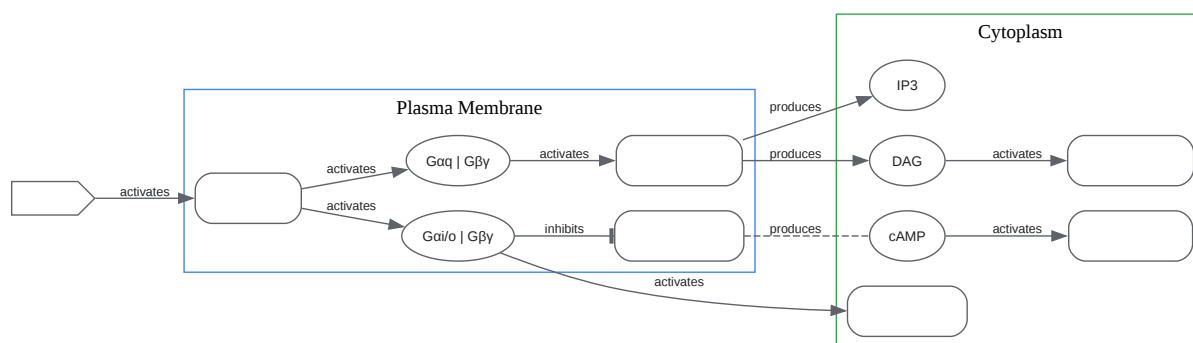 Cytoplasm
IP3
produces
Plasma Membrane
activates
Gαq | Gβγ
activates
produces
DAG
activates
activates
activates
Gαi/o | Gβγ
inhibits
produces
cAMP
activates
activates